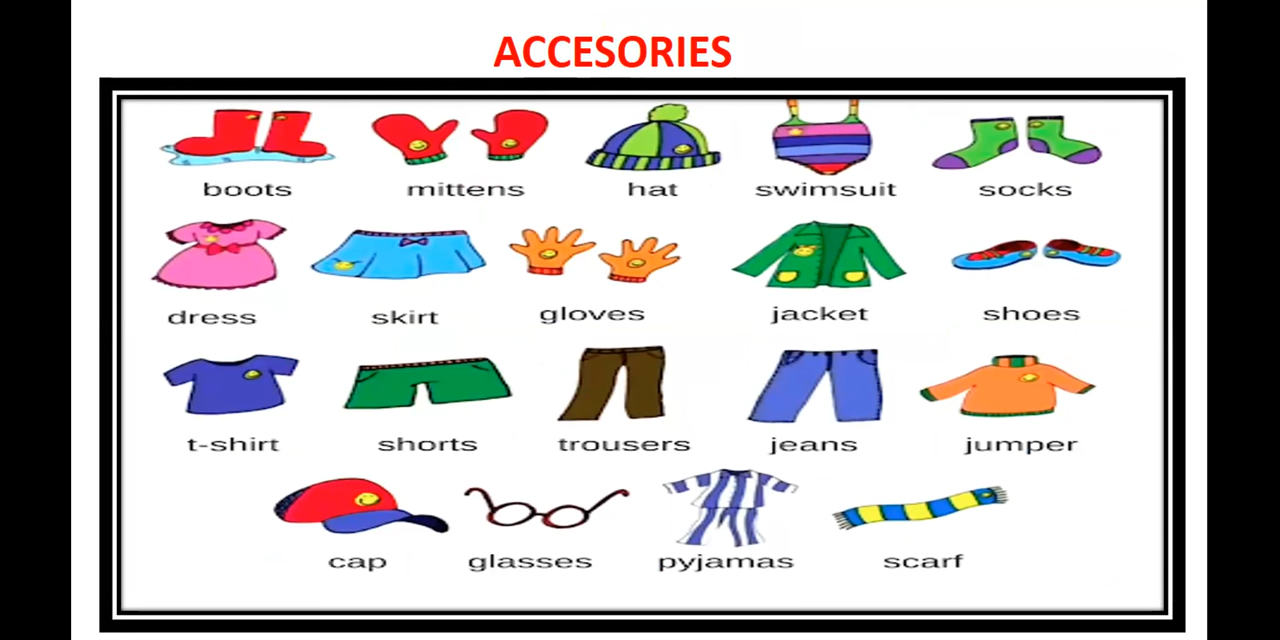 ACCESORIES
boots mittens hat swimsuit socks
dress skirt gloves jacket shoes
t-shirt shorts trousers jeans jumper
cap glasses pyjamas scarf